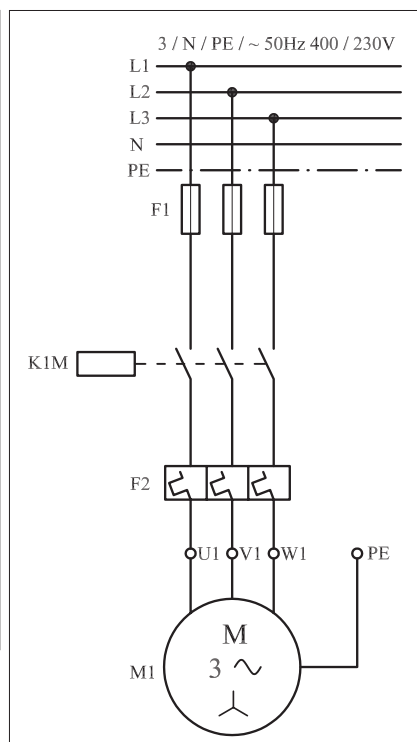 3 / N / PE / ~ 50Hz 400 / 230V
L1
L2
L3
N
PE
F1
K1M
F2
U1 V1 W1 PE
M
3
M1